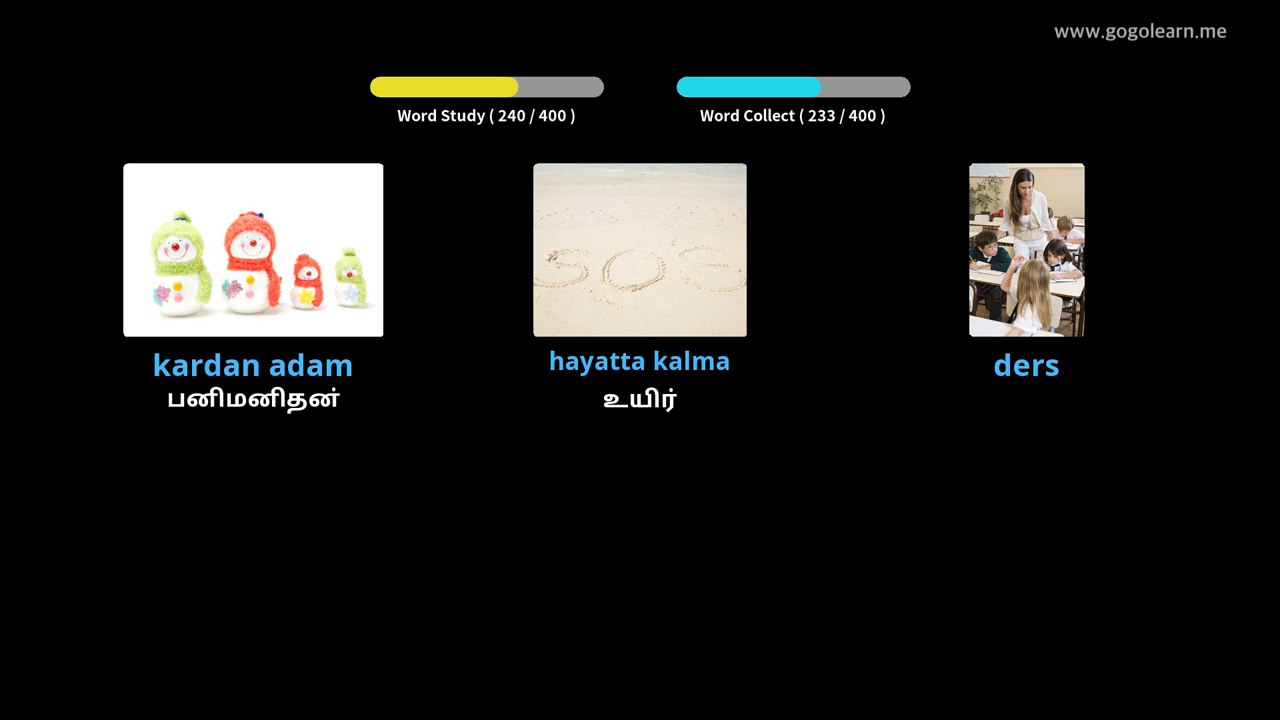 www.gogolearn.me
Word Study ( 240 / 400 )
Word Collect ( 233 / 400 )
SOS
kardan adam
பனிமனிதன்
hayatta kalma
உயிர்
ders